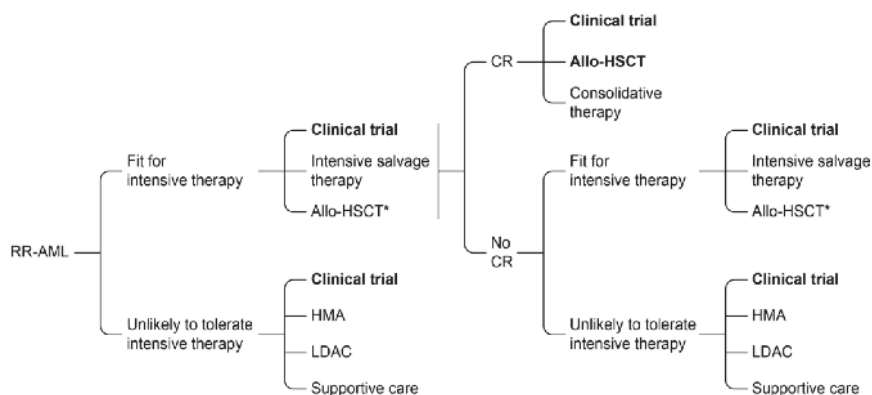 RR-AML
Fit for
intensive therapy
Clinical trial
Intensive salvage
therapy
Allo-HSCT*
Unlikely to tolerate
intensive therapy
Clinical trial
HMA
LDAC
Supportive care
CR
Clinical trial
Allo-HSCT
Consolidative
therapy
No
CR
Fit for
intensive therapy
Clinical trial
Intensive salvage
therapy
Allo-HSCT*
Unlikely to tolerate
intensive therapy
Clinical trial
HMA
LDAC
Supportive care